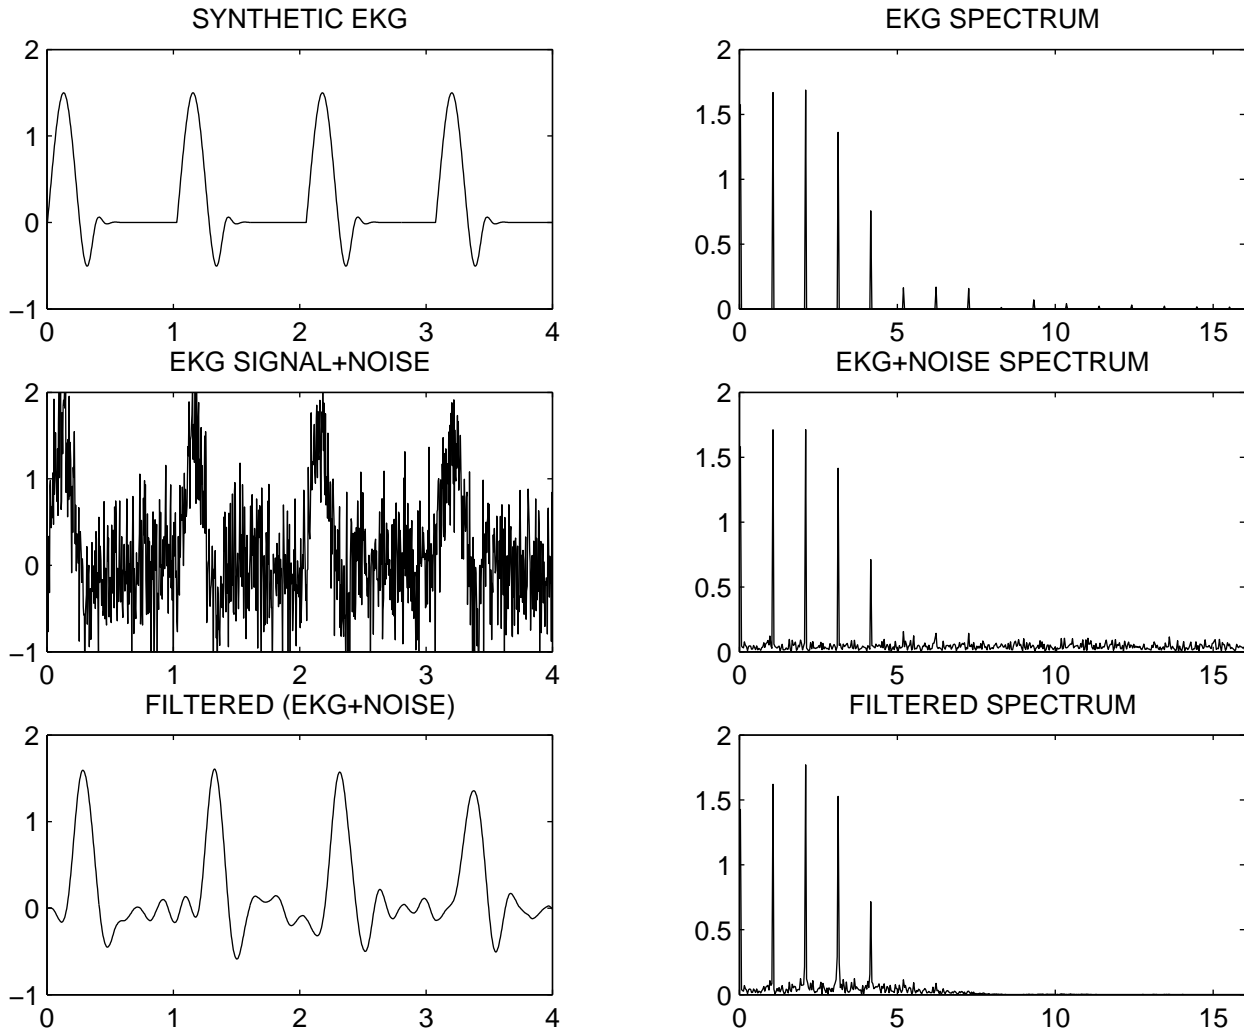 SYNTHETIC EKG
2
1
0
−1
0 1 2 3 4
EKG SPECTRUM
2
1.5
1
0.5
0
0 5 10 15
EKG SIGNAL+NOISE
2
1
0
−1
0 1 2 3 4
EKG+NOISE SPECTRUM
2
1.5
1
0.5
0
0 5 10 15
FILTERED (EKG+NOISE)
2
1
0
−1
0 1 2 3 4
FILTERED SPECTRUM
2
1.5
1
0.5
0
0 5 10 15